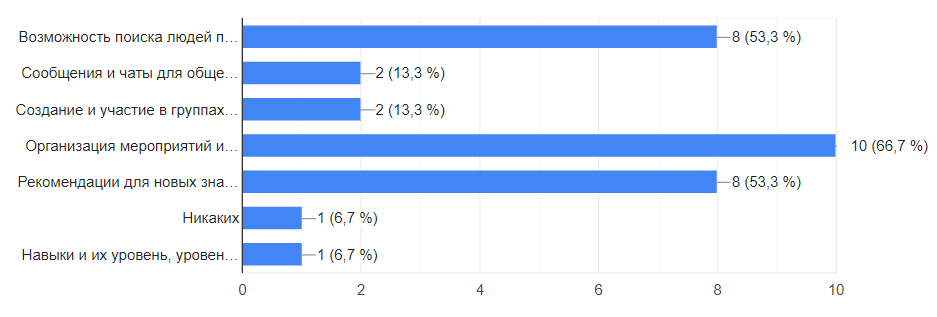 Возможность поиска людей п…
8 (53,3 %)
Сообщения и чаты для обще…
2 (13,3 %)
Создание и участие в группах…
2 (13,3 %)
Организация мероприятий и…
10 (66,7 %)
Рекомендации для новых зна…
8 (53,3 %)
Никаких
1 (6,7 %)
Навыки и их уровень, уровен…
1 (6,7 %)
0 2 4 6 8 10